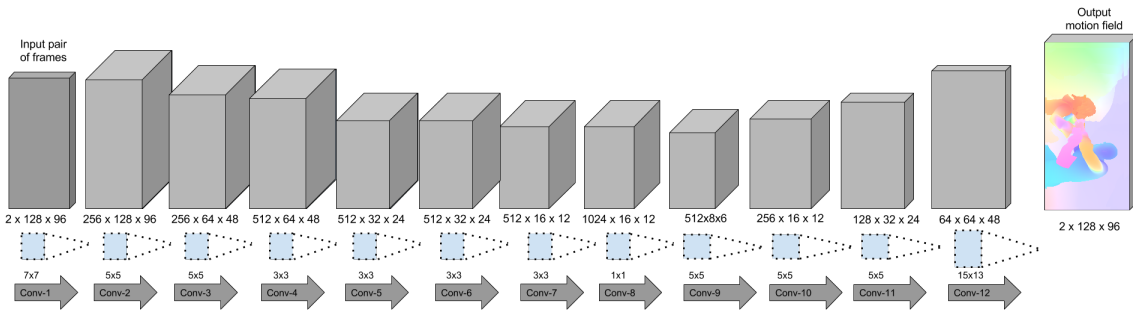 Input pair
of frames
Output
motion field
2 x 128 x 96
256 x 128 x 96
256 x 64 x 48
512 x 64 x 48
512 x 32 x 24
512 x 32 x 24
512 x 16 x 12
1024 x 16 x 12
512x8x6
256 x 16 x 12
128 x 32 x 24
64 x 64 x 48
2 x 128 x 96
7x7
5x5
5x5
3x3
3x3
3x3
3x3
1x1
5x5
5x5
5x5
15x13
Conv-1
Conv-2
Conv-3
Conv-4
Conv-5
Conv-6
Conv-7
Conv-8
Conv-9
Conv-10
Conv-11
Conv-12